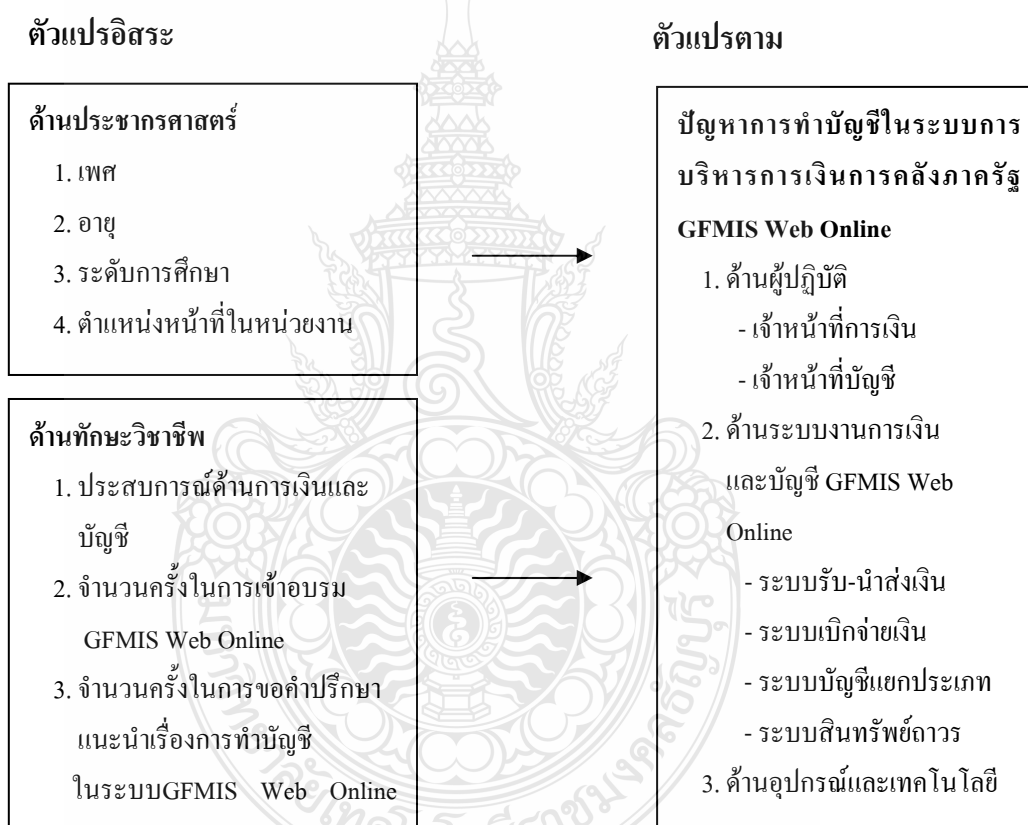 ตัวแปรอิสระ
ด้านประชากรศาสตร์
1. เพศ
2. อายุ
3. ระดับการศึกษา
4. ตำแหน่งหน้าที่ในหน่วยงาน
ด้านทักษะวิชาชีพ
1. ประสบการณ์ด้านการเงินและ
บัญชี
2. จำนวนครั้งในการเข้าอบรม
GFMIS Web Online
3. จำนวนครั้งในการขอคำปรึกษา
แนะนำเรื่องการทำบัญชี
ในระบบGFMIS Web Online
ตัวแปรตาม
ปัญหาการทำบัญชีในระบบการ
บริหารการเงินการคลังภาครัฐ
GFMIS Web Online
1. ด้านผู้ปฏิบัติ
- เจ้าหน้าที่การเงิน
- เจ้าหน้าที่บัญชี
2. ด้านระบบงานการเงิน
และบัญชี GFMIS Web
Online
- ระบบรับ-นำส่งเงิน
- ระบบเบิกจ่ายเงิน
- ระบบบัญชีแยกประเภท
- ระบบสินทรัพย์ถาวร
3. ด้านอุปกรณ์และเทคโนโลยี